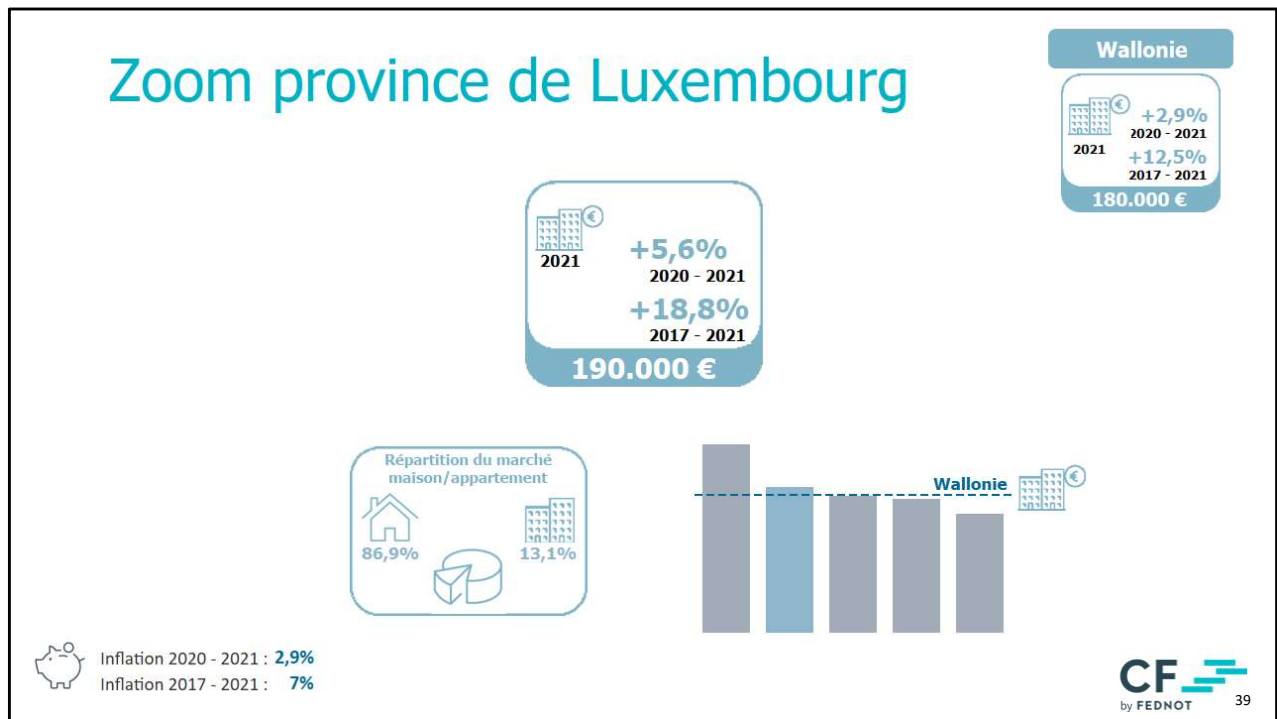 Zoom province de Luxembourg
Wallonie
€
+2,9%
2020 - 2021
2021
+12,5%
2017 - 2021
180.000 €
€
+5,6%
2021
2020 - 2021
+18,8%
2017 - 2021
190.000 €
Répartition du marché
maison/appartement
86,9%
13,1%
Wallonie
€
Inflation 2020 - 2021 : 2,9%
Inflation 2017 - 2021 : 7%
CF
by FEDNOT
39